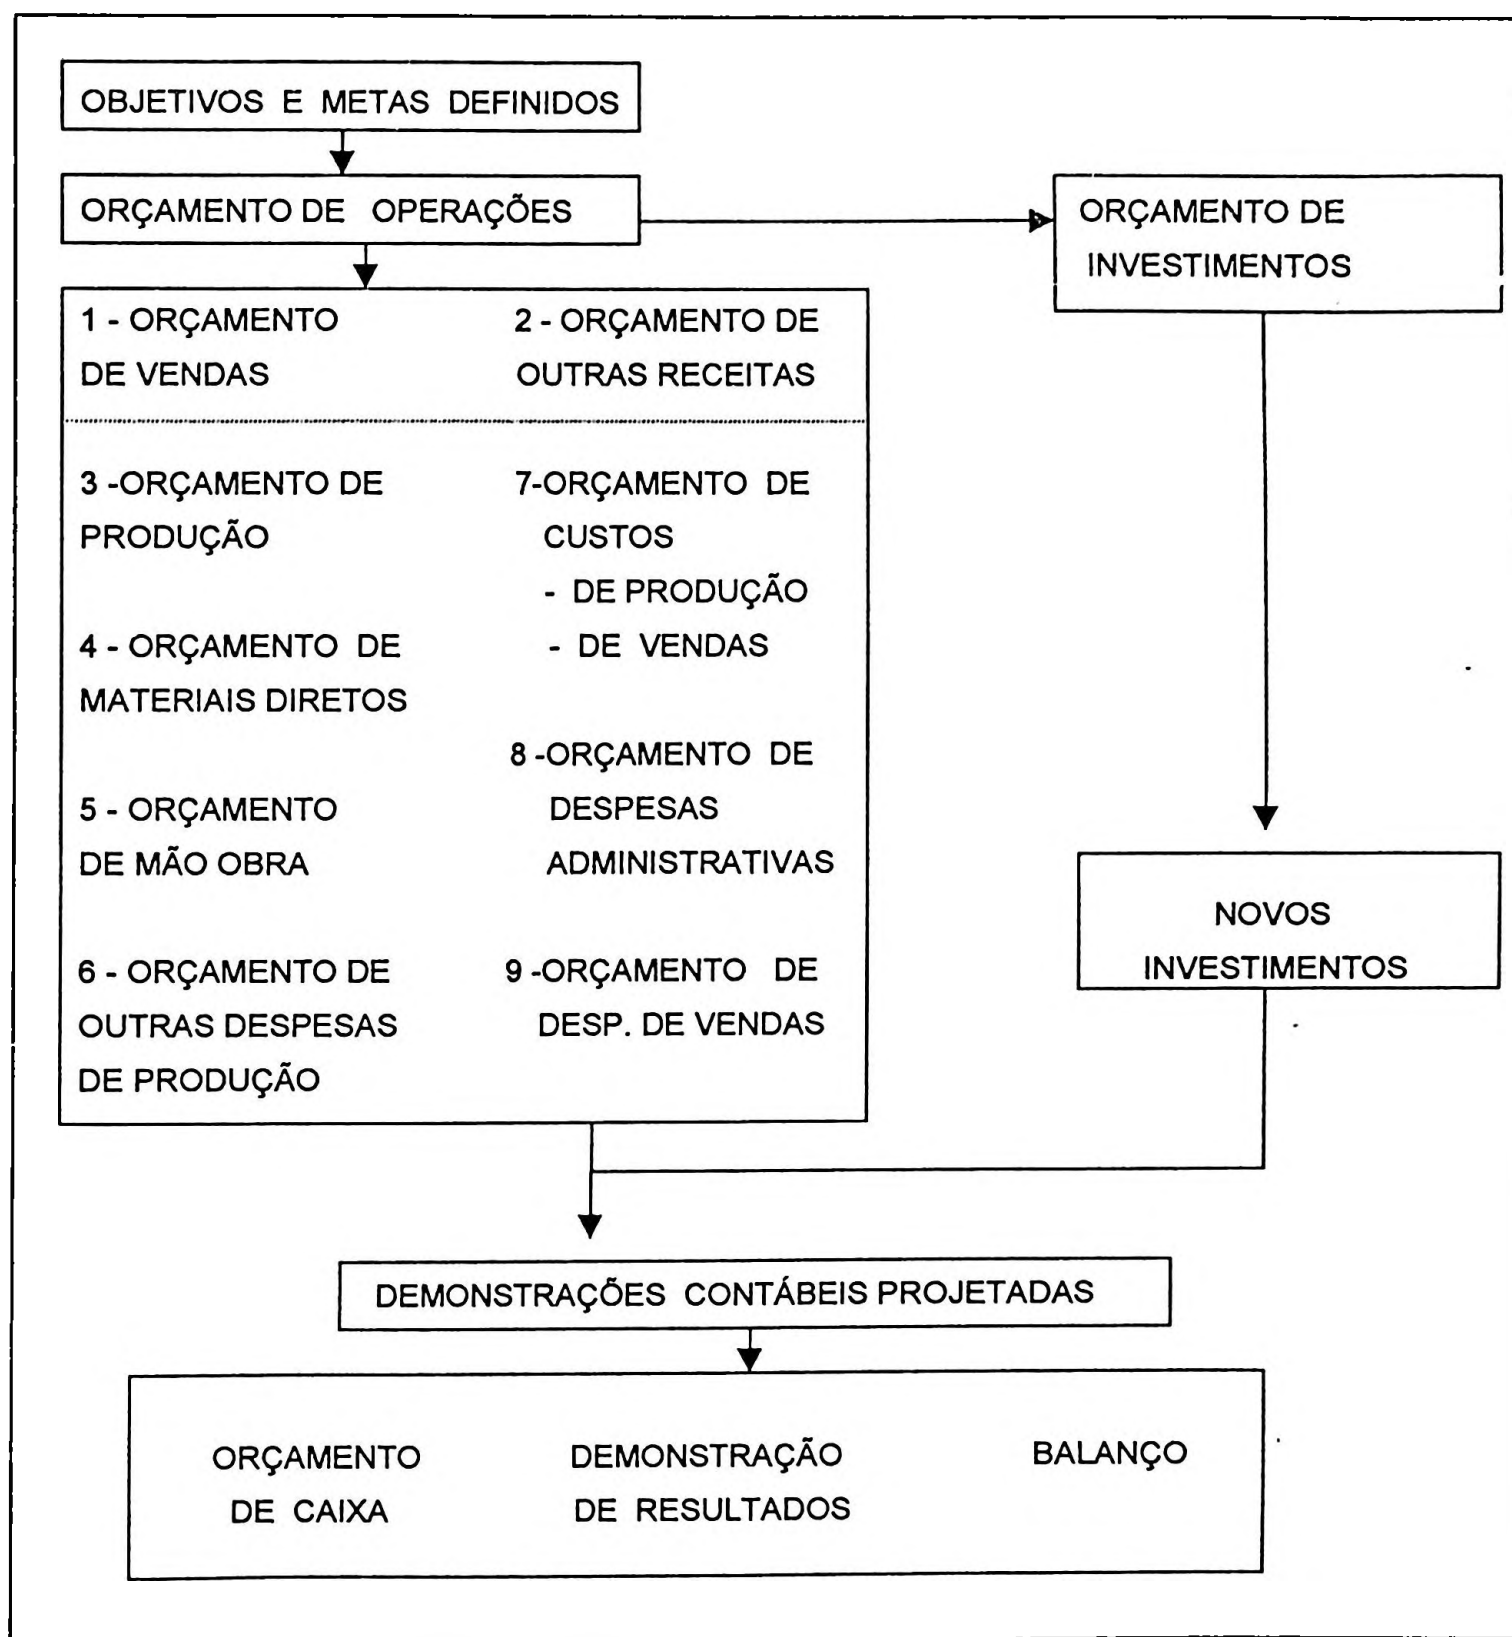 OBJETIVOS E METAS DEFINIDOS
ORÇAMENTO DE OPERAÇÕES
ORÇAMENTO DE
INVESTIMENTOS
1 - ORÇAMENTO
DE VENDAS
2 - ORÇAMENTO DE
OUTRAS RECEITAS
3 -ORÇAMENTO DE
PRODUÇÃO
4 - ORÇAMENTO DE
MATERIAIS DIRETOS
5 - ORÇAMENTO
DE MÃO OBRA
6 - ORÇAMENTO DE
OUTRAS DESPESAS
DE PRODUÇÃO
7-ORÇAMENTO DE
CUSTOS
- DE PRODUÇÃO
- DE VENDAS
8 -ORÇAMENTO DE
DESPESAS
ADMINISTRATIVAS
9 -ORÇAMENTO DE
DESP. DE VENDAS
NOVOS
INVESTIMENTOS
DEMONSTRAÇÕES CONTÁBEIS PROJETADAS
ORÇAMENTO
DE CAIXA
DEMONSTRAÇÃO
DE RESULTADOS
BALANÇO